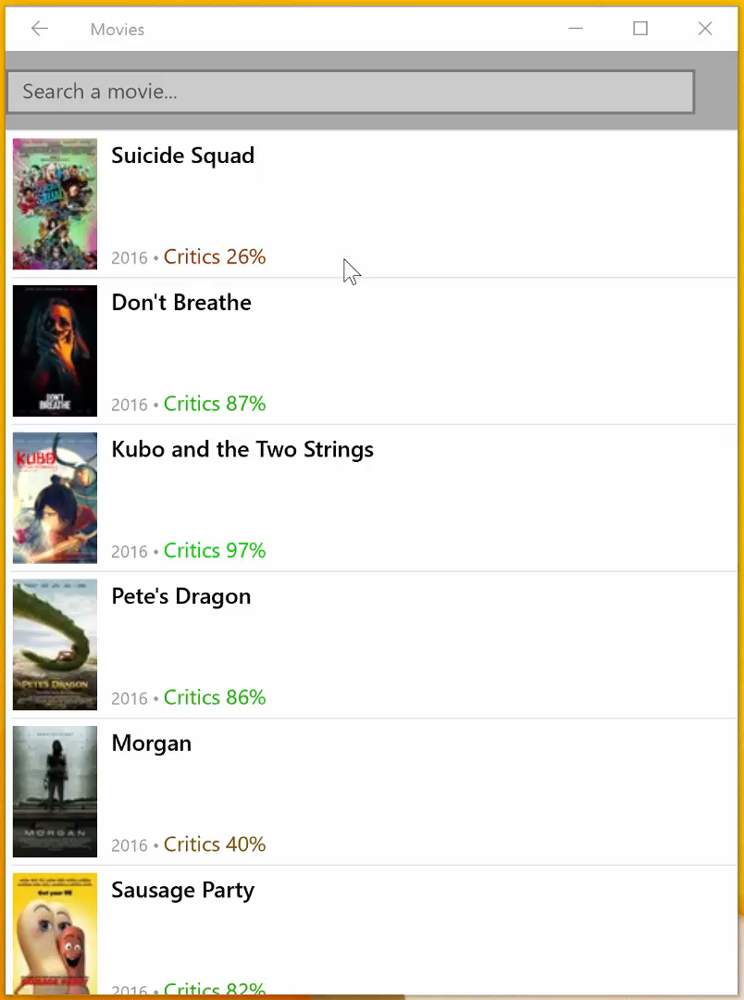 Movies
Search a movie...
Suicide Squad
2016 • Critics 26%
DON'T
BREATHE
Don't Breathe
2016 • Critics 87%
KUBO
Kubo and the Two Strings
2016 • Critics 97%
PETE'S DRAGON
Pete's Dragon
2016 • Critics 86%
MORGAN
Morgan
2016 • Critics 40%
SAUSAGE PARTY
Sausage Party
2016 • Critics 82%